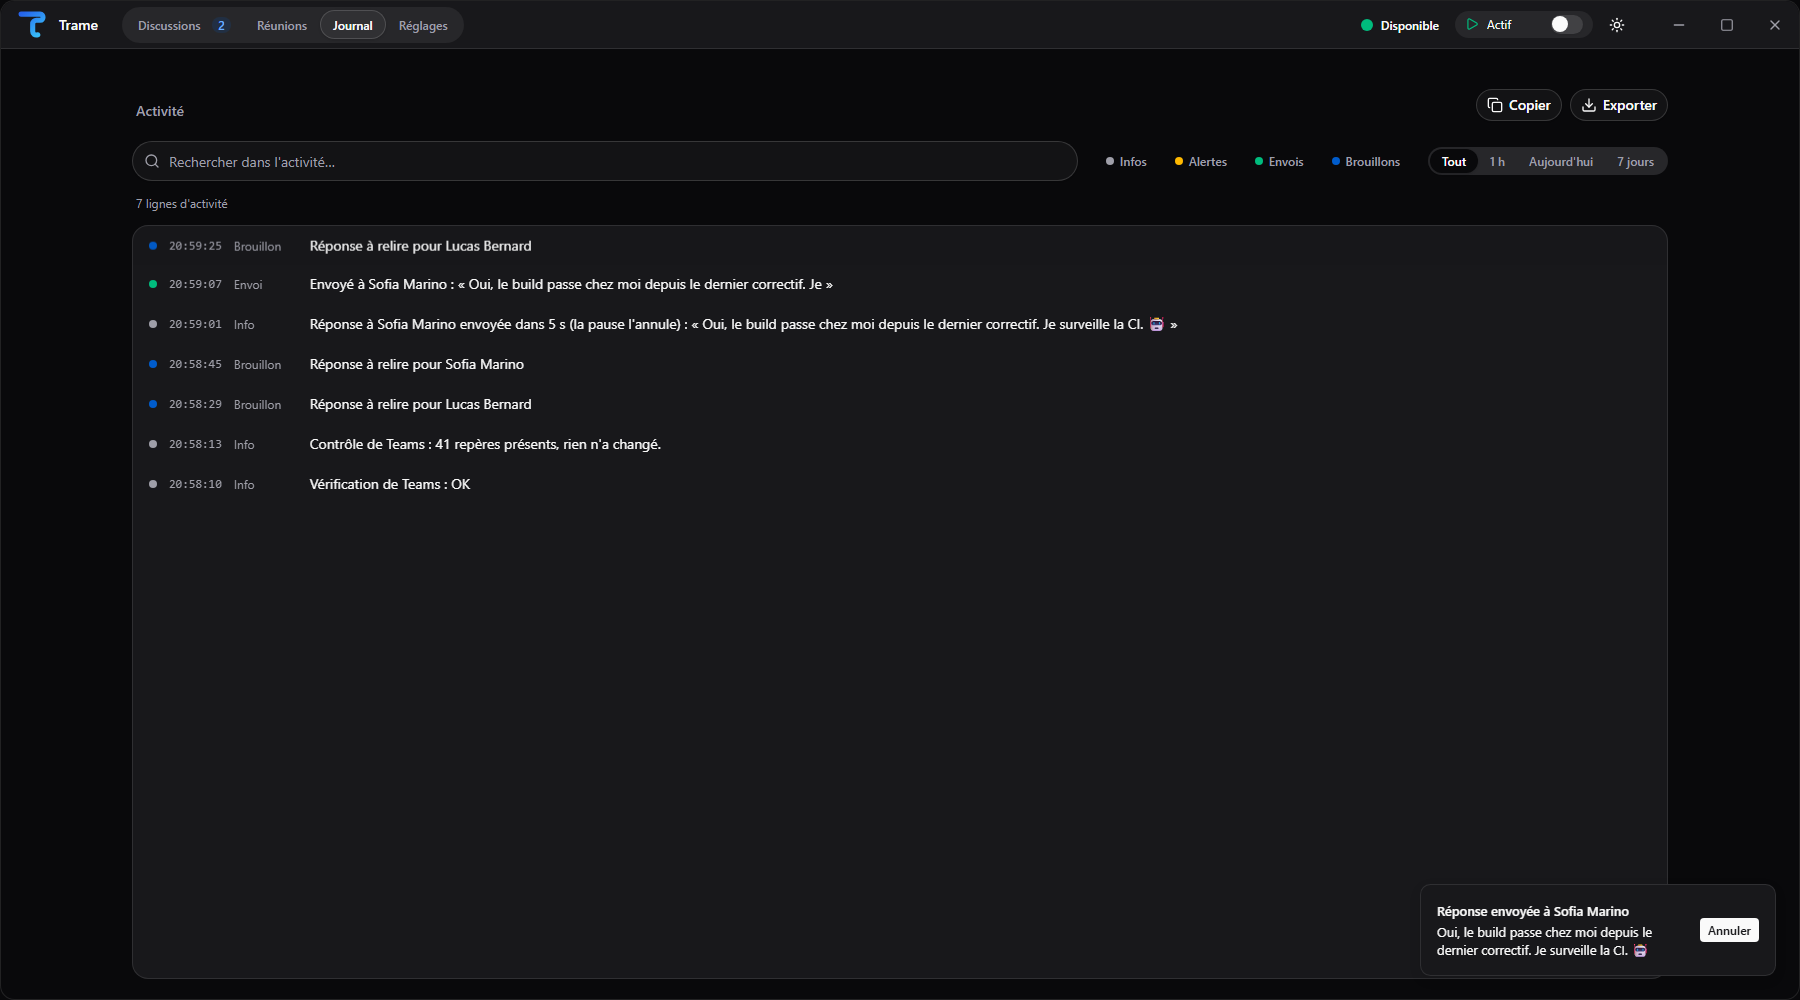 Trame
Discussions 2
Réunions
Journal
Réglages
Disponible
Actif
Activité
Copier
Exporter
Rechercher dans l'activité...
Infos
Alertes
Envois
Brouillons
Tout
1 h
Aujourd'hui
7 jours
7 lignes d'activité
20:59:25 Brouillon Réponse à relire pour Lucas Bernard
20:59:07 Envoi Envoyé à Sofia Marino : « Oui, le build passe chez moi depuis le dernier correctif. Je »
20:59:01 Info Réponse à Sofia Marino envoyée dans 5 s (la pause l'annule) : « Oui, le build passe chez moi depuis le dernier correctif. Je surveille la CI. 🤖 »
20:58:45 Brouillon Réponse à relire pour Sofia Marino
20:58:29 Brouillon Réponse à relire pour Lucas Bernard
20:58:13 Info Contrôle de Teams : 41 repères présents, rien n'a changé.
20:58:10 Info Vérification de Teams : OK
Réponse envoyée à Sofia Marino
Oui, le build passe chez moi depuis le
dernier correctif. Je surveille la CI. 🤖
Annuler